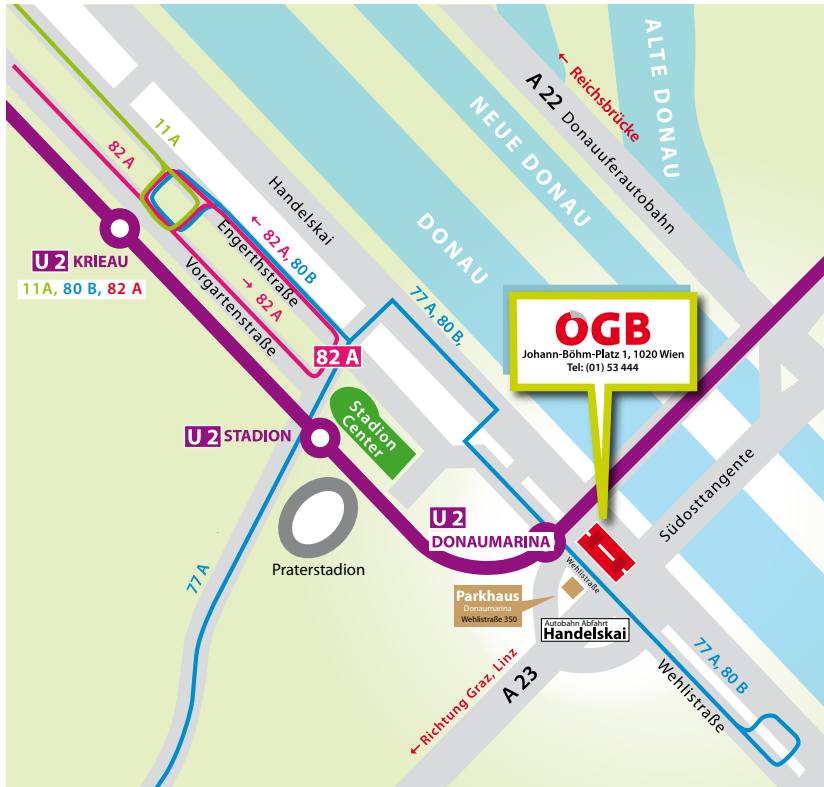 ALTE DONAU
← Reichsbrücke
A 22 Donauuferautobahn
NEUE DONAU
DONAU
11 A
82 A
Handelskai
← 82 A, 80 B
Engerthstraße
→ 82 A
Vorgartenstraße
U 2 KRIEAU
11 A, 80 B, 82 A
77 A, 80 B,
ÖGB
Johann-Böhm-Platz 1, 1020 Wien
Tel: (01) 53 444
82 A
Stadion
Center
U 2 STADION
Südosttangente
U 2
DONAUMARINA
Praterstadion
77 A
Wehlistraße
Parkhaus
Donaumarina
Wehlistraße 350
Autobahn Abfahrt
Handelskai
77 A, 80 B
Wehlistraße
A 23
← Richtung Graz, Linz